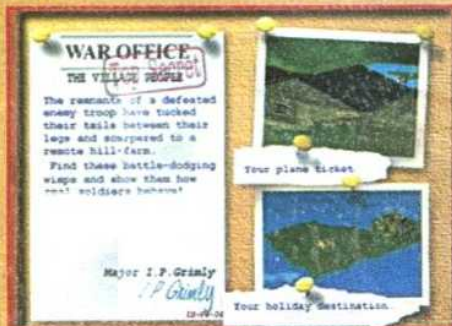 WAR OFFICE
Top Secret
THE VILLAGE PEOPLE
The remnants of a defeated
enemy troop have tucked
their tails between their
legs and scarpered to a
remote hill-farm.
Find these battle-dodging
wimps and show them how
real soldiers behave!
Major I.P.Grimly
I.P. Grimly
Your plane ticket
Your holiday destination..